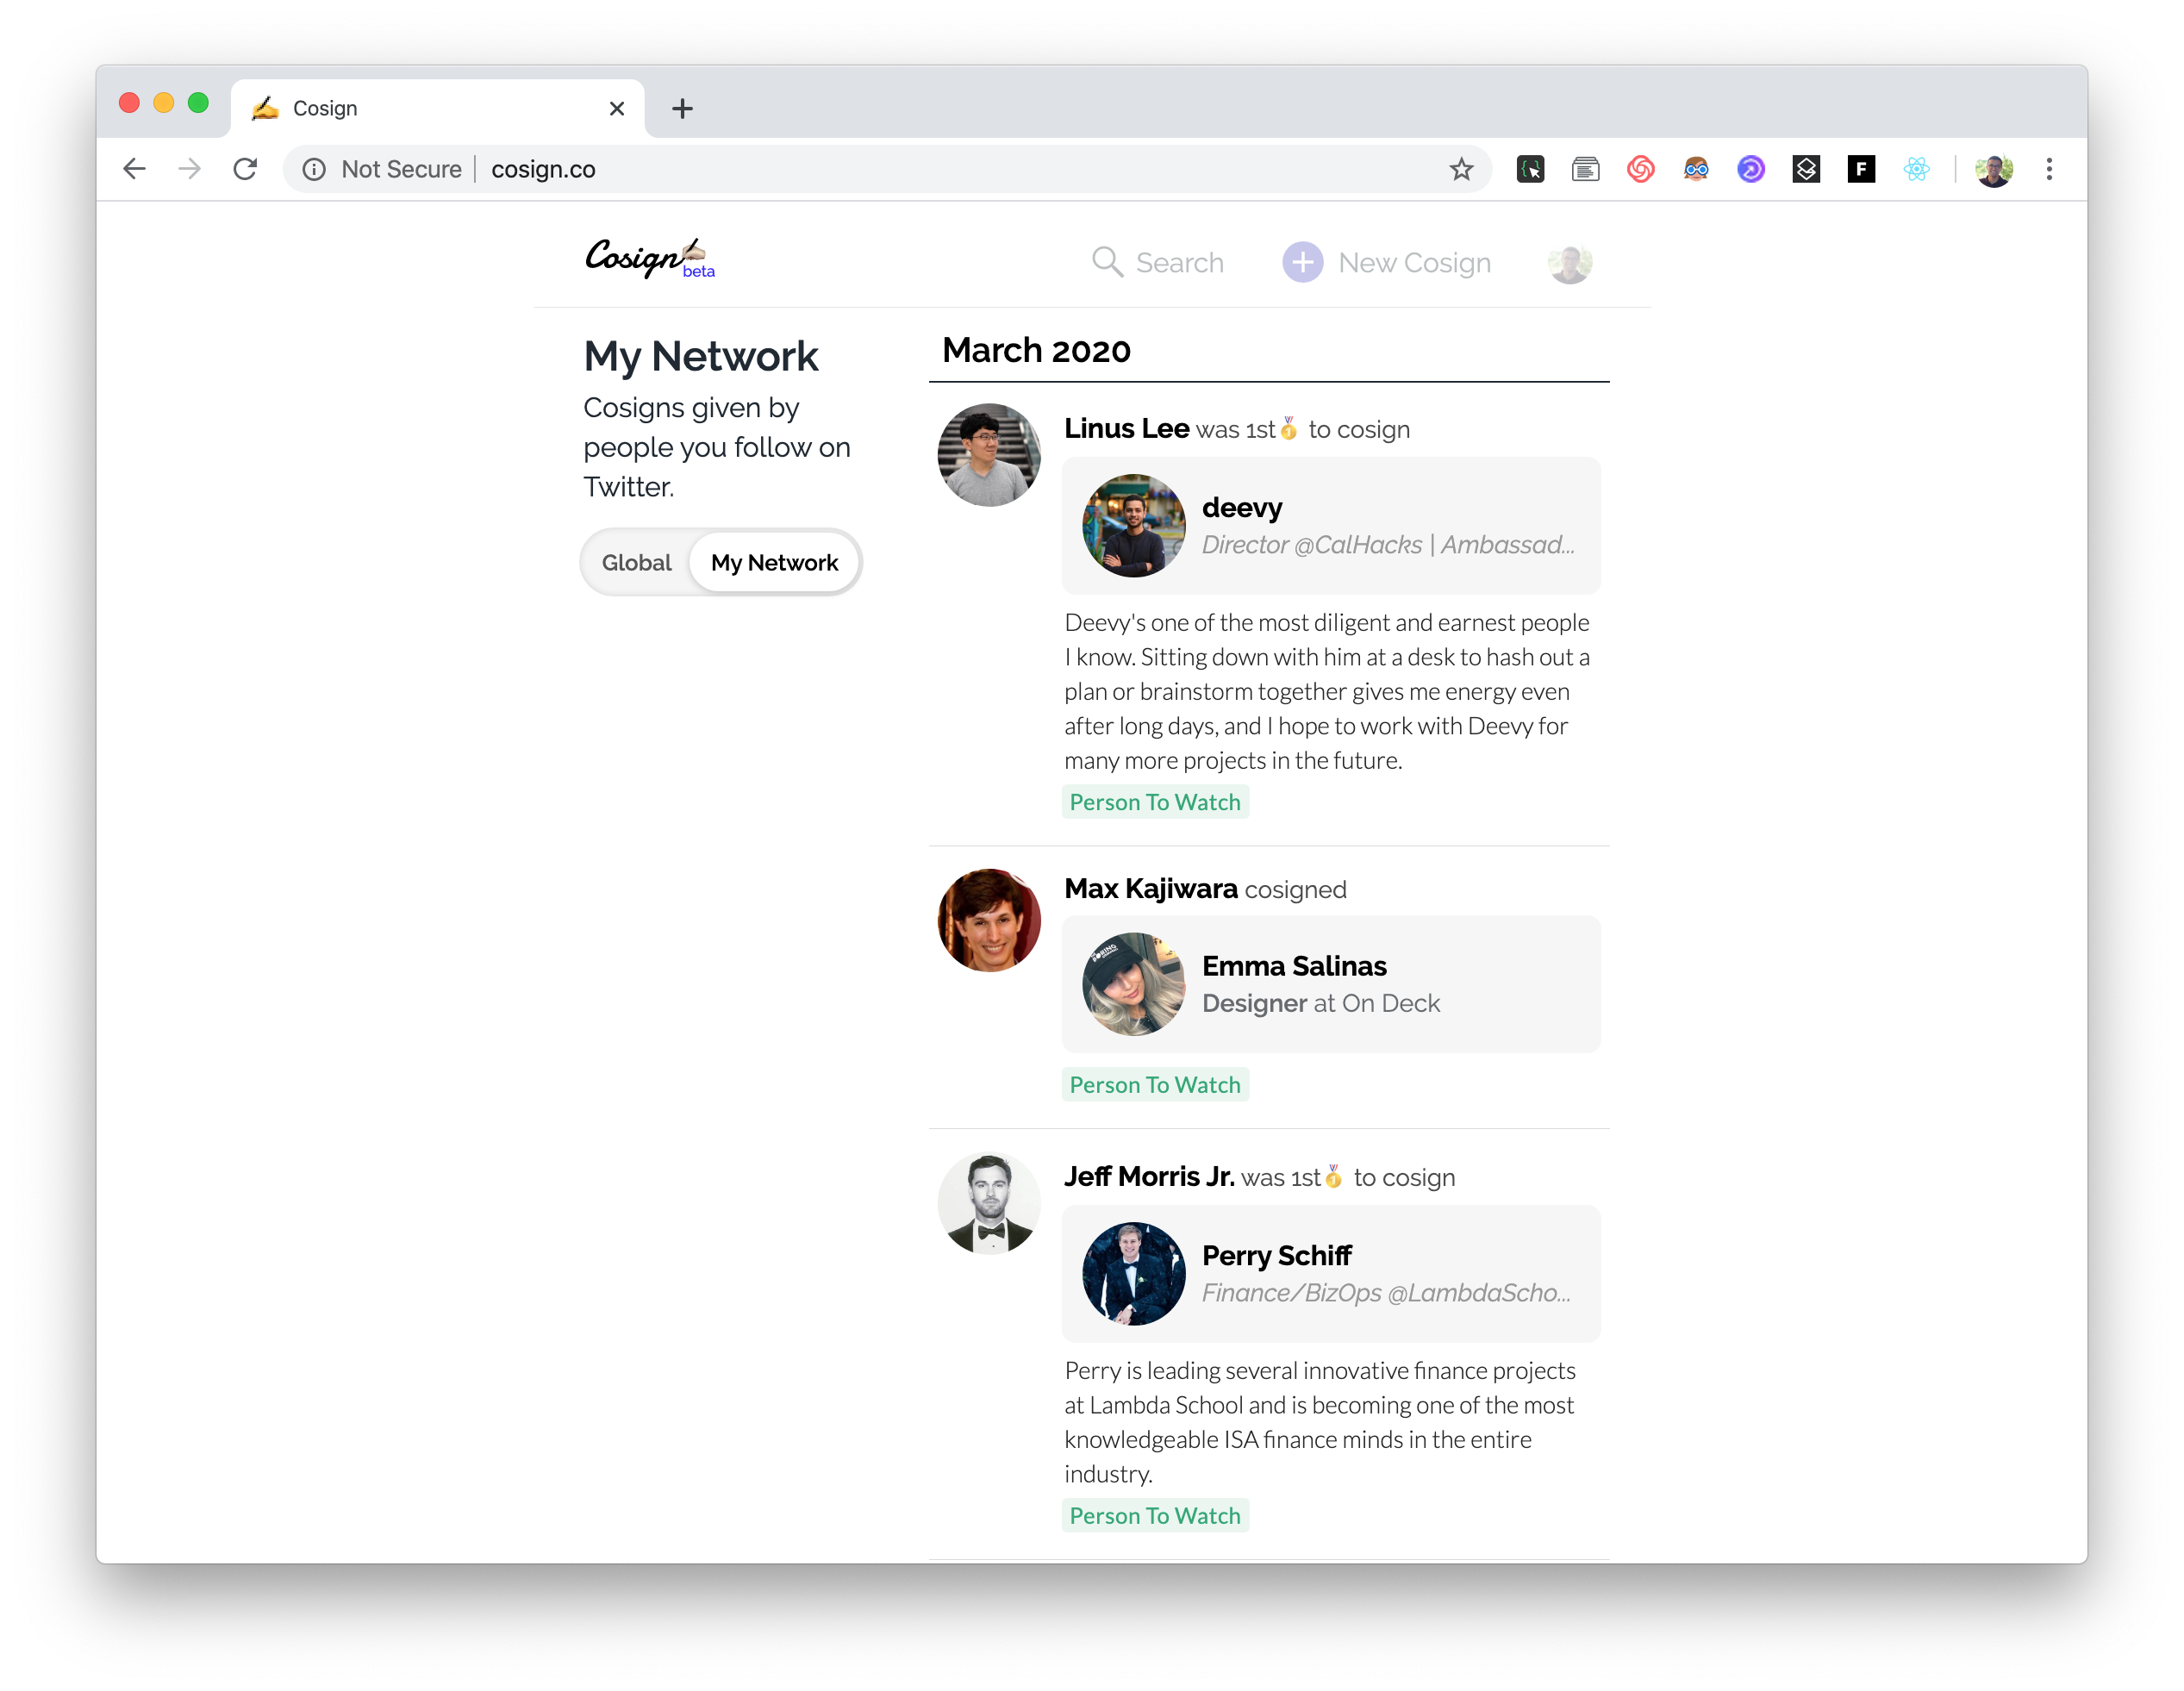 Cosign
Not Secure
cosign.co
F
Cosign
beta
Search
New Cosign
My Network
Cosigns given by
people you follow on
Twitter.
Global
My Network
March 2020
Linus Lee was 1st🏅 to cosign
deevy
Director @CalHacks | Ambassad...
Deevy's one of the most diligent and earnest people
I know. Sitting down with him at a desk to hash out a
plan or brainstorm together gives me energy even
after long days, and I hope to work with Deevy for
many more projects in the future.
Person To Watch
Max Kajiwara cosigned
Emma Salinas
Designer at On Deck
Person To Watch
Jeff Morris Jr. was 1st🏅 to cosign
Perry Schiff
Finance/BizOps @LambdaScho...
Perry is leading several innovative finance projects
at Lambda School and is becoming one of the most
knowledgeable ISA finance minds in the entire
industry.
Person To Watch